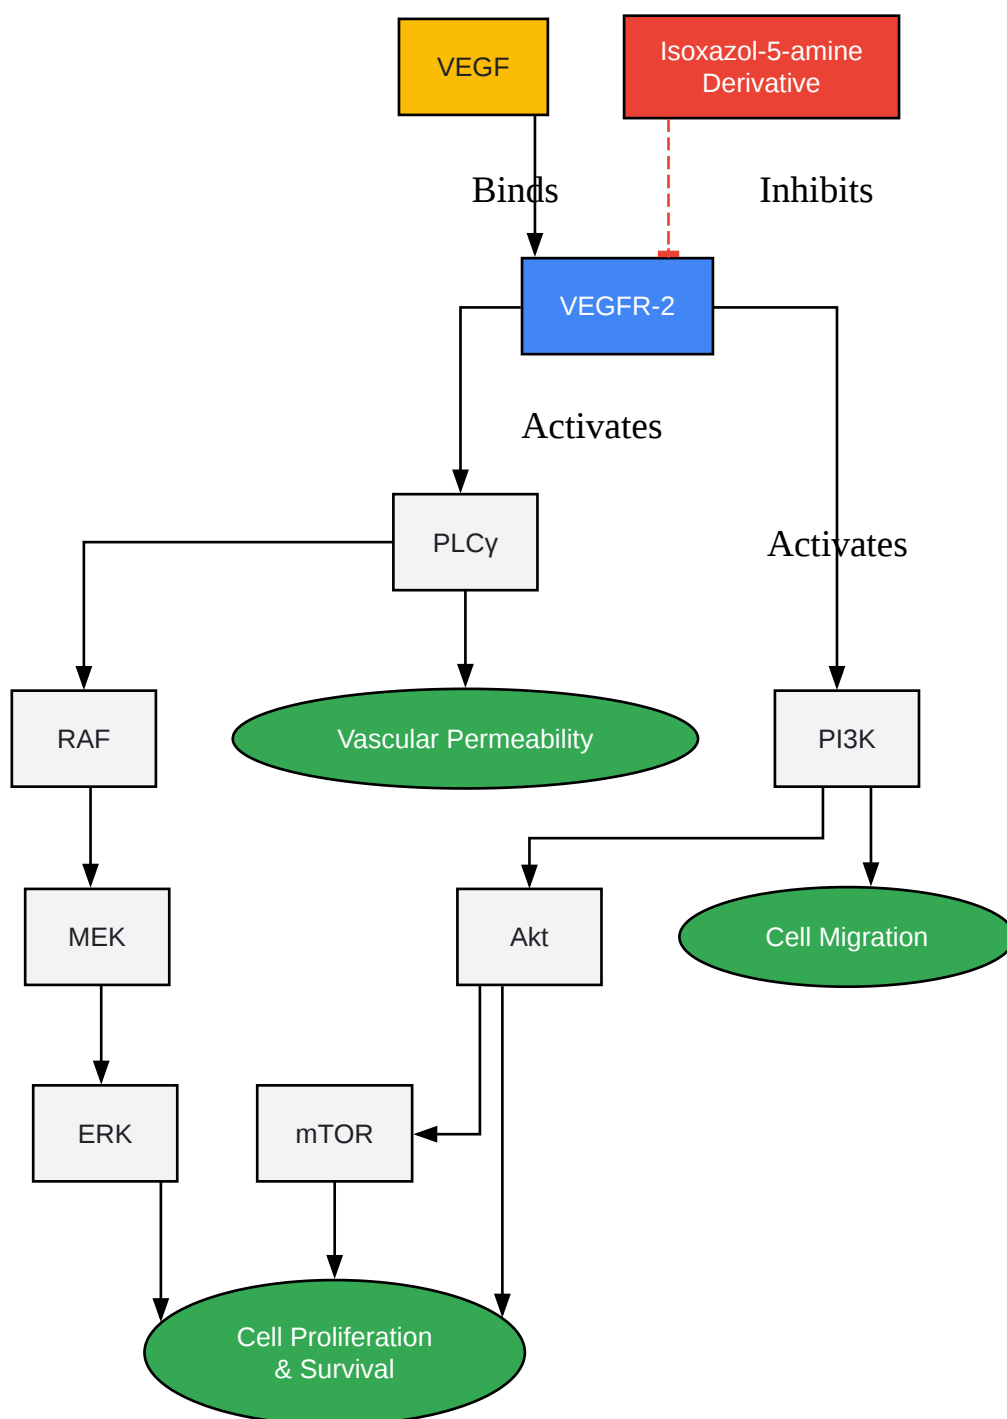 VEGF
Isoxazol-5-amine
Derivative
Binds
Inhibits
VEGFR-2
Activates
PLCγ
Activates
RAF
Vascular Permeability
PI3K
MEK
Akt
Cell Migration
ERK
mTOR
Cell Proliferation
& Survival